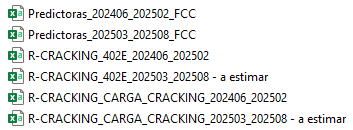 Predictoras_202406_202502_FCC
Predictoras_202503_202508_FCC
R-CRACKING_402E_202406_202502
R-CRACKING_402E_202503_202508 - a estimar
R-CRACKING_CARGA_CRACKING_202406_202502
R-CRACKING_CARGA_CRACKING_202503_202508 - a estimar